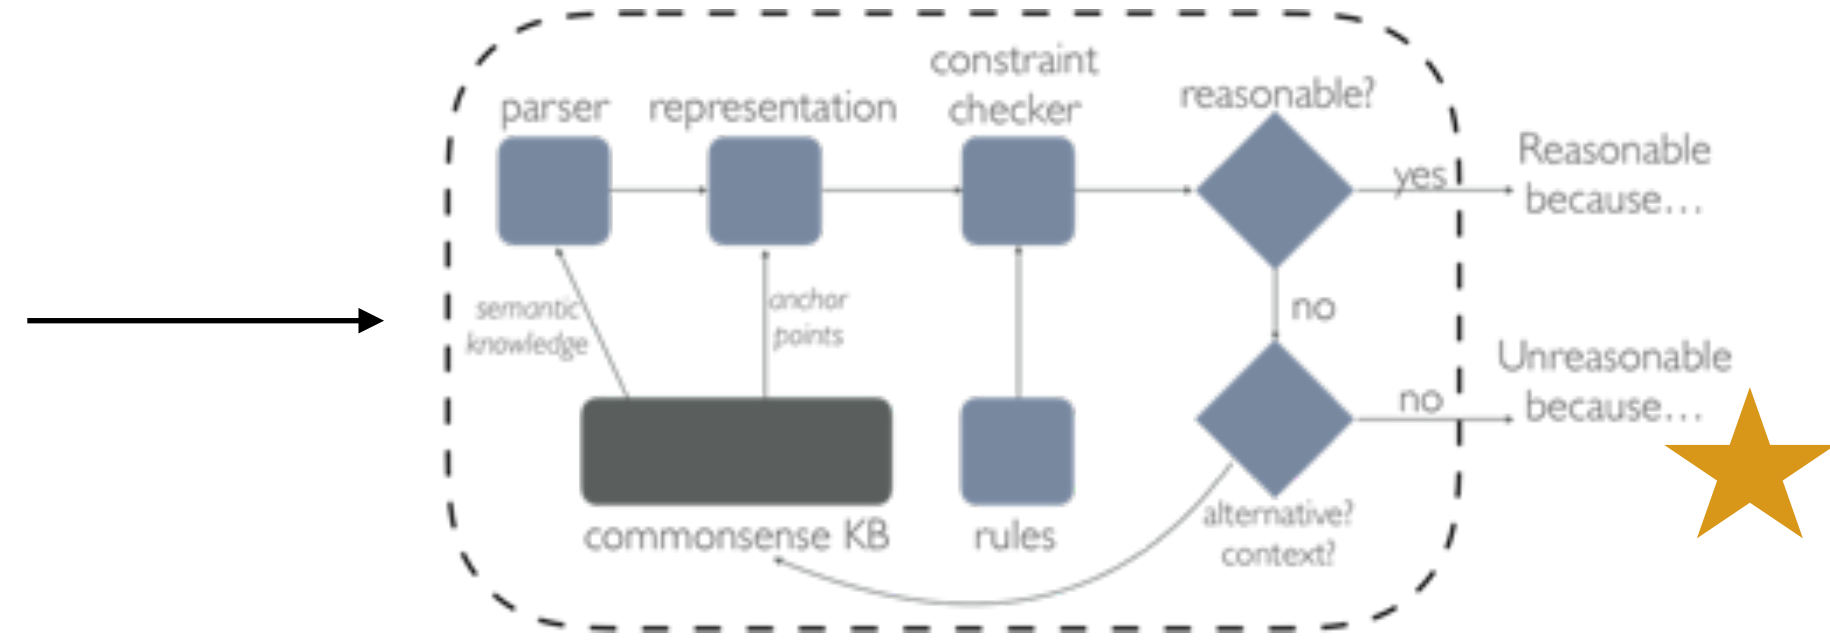 parser
representation
constraint
checker
reasonable?
yes
Reasonable
because...
semantic
knowledge
anchor
points
no
Unreasonable
because...
no
commonsense KB
rules
alternative?
context?